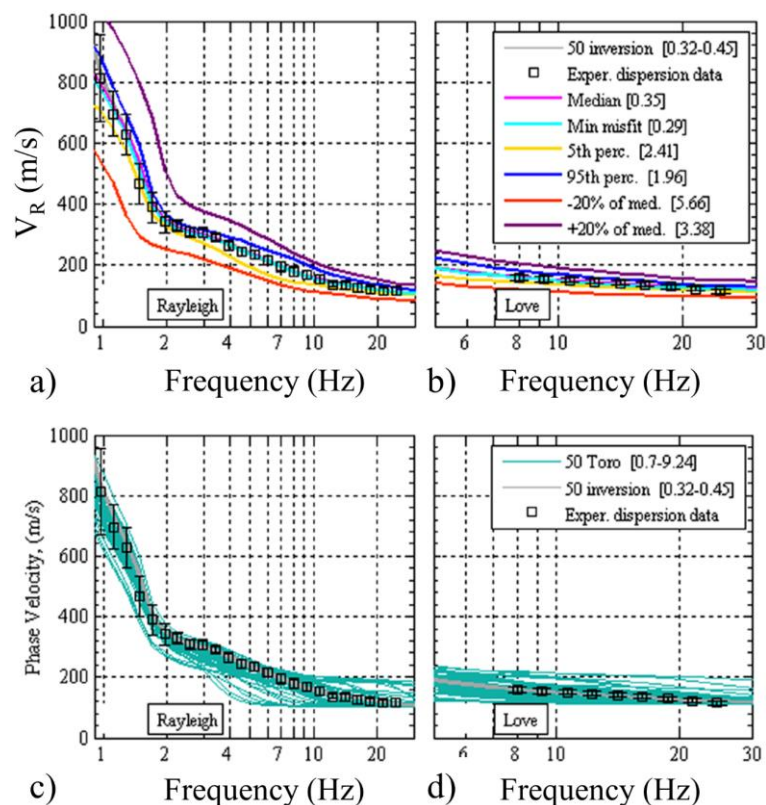 1000
800
600
400
200
0
V_R (m/s)
Rayleigh
1 2 4 7 10 20
a) Frequency (Hz)
50 inversion [0.32-0.45]
Exper. dispersion data
Median [0.35]
Min misfit [0.29]
5th perc. [2.41]
95th perc. [1.96]
-20% of med. [5.66]
+20% of med. [3.38]
Love
6 10 20 30
b) Frequency (Hz)
1000
800
600
400
200
0
Phase Velocity, (m/s)
Rayleigh
1 2 4 7 10 20
c) Frequency (Hz)
50 Toro [0.7-9.24]
50 inversion [0.32-0.45]
Exper. dispersion data
Love
6 10 20 30
d) Frequency (Hz)